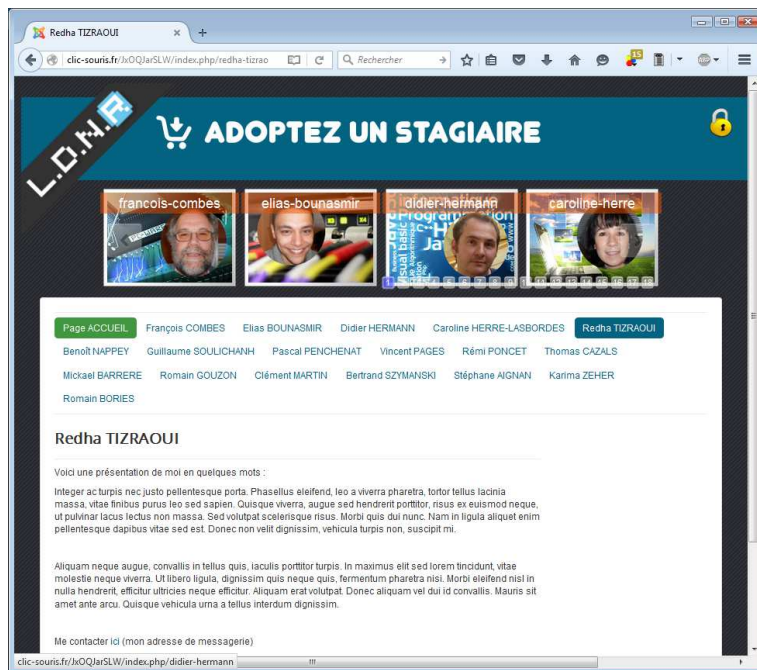 Redha TIZRAOUI
clic-souris.fr/JxOQJarSLW/index.php/redha-tizrao
Rechercher
15
L.D.N.R
ADOPTEZ UN STAGIAIRE
francois-combes elias-bounasmir didier-hermann caroline-herre
Page ACCUEIL François COMBES Elias BOUNASMIR Didier HERMANN Caroline HERRE-LASBORDES Redha TIZRAOUI
Benoît NAPPEY Guillaume SOULICHANH Pascal PENCHENAT Vincent PAGES Rémi PONCET Thomas CAZALS
Mickael BARRERE Romain GOUZON Clément MARTIN Bertrand SZYMANSKI Stéphane AIGNAN Karima ZEHER
Romain BORIES
Redha TIZRAOUI
Voici une présentation de moi en quelques mots :
Integer ac turpis nec justo pellentesque porta. Phasellus eleifend, leo a viverra pharetra, tortor tellus lacinia
massa, vitae finibus purus leo sed sapien. Quisque viverra, augue sed hendrerit porttitor, risus ex euismod neque,
ut pulvinar lacus lectus non massa. Sed volutpat scelerisque risus. Morbi quis dui nunc. Nam in ligula aliquet enim
pellentesque dapibus vitae sed est. Donec non velit dignissim, vehicula turpis non, suscipit mi.
Aliquam neque augue, convallis in tellus quis, iaculis porttitor turpis. In maximus elit sed lorem tincidunt, vitae
molestie neque viverra. Ut libero ligula, dignissim quis neque quis, fermentum pharetra nisi. Morbi eleifend nisl in
nulla hendrerit, efficitur ultricies neque efficitur. Aliquam erat volutpat. Donec aliquam vel dui id convallis. Mauris sit
amet ante arcu. Quisque vehicula urna a tellus interdum dignissim.
Me contacter ici (mon adresse de messagerie)
clic-souris.fr/JxOQJarSLW/index.php/didier-hermann